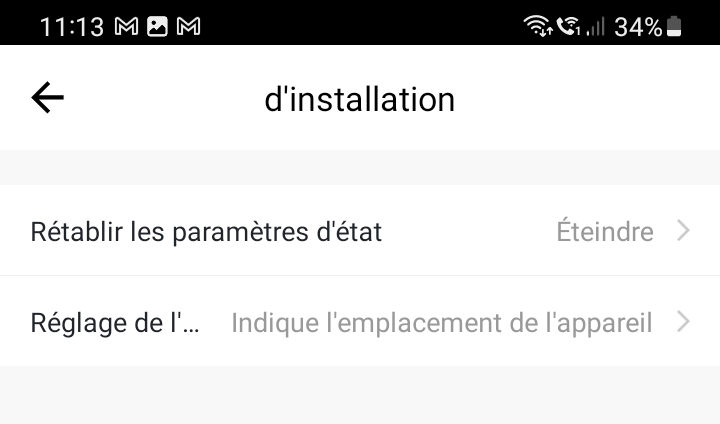 11:13 34%
d'installation
Rétablir les paramètres d'état Éteindre
Réglage de l'... Indique l'emplacement de l'appareil